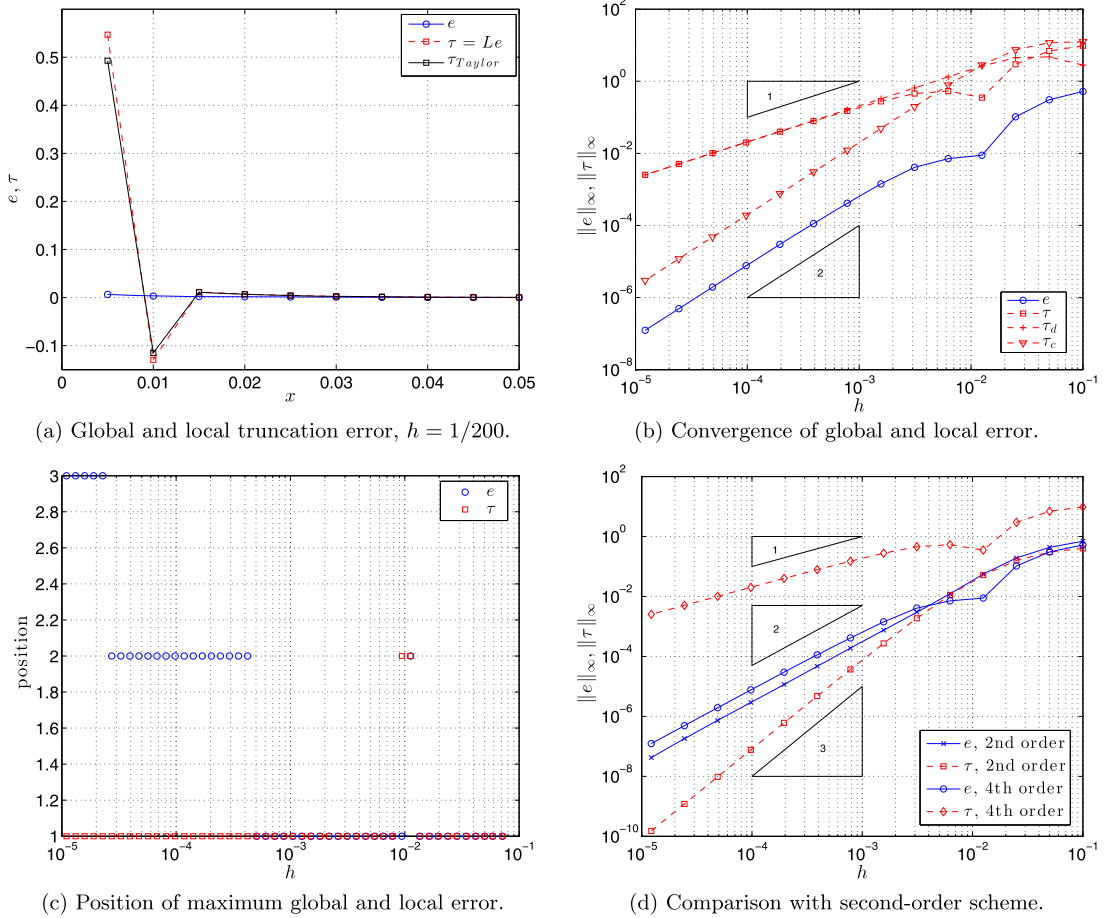 e
τ = Le
τ_Taylor
0.5
0.4
0.3
0.2
0.1
0
−0.1
e, τ
0
0.01
0.02
0.03
0.04
0.05
x
(a) Global and local truncation error, h = 1/200.
10^2
10^0
10^−2
10^−4
10^−6
10^−8
‖e‖∞, ‖τ‖∞
1
2
e
τ
τ_d
τ_c
10^−5
10^−4
10^−3
10^−2
10^−1
h
(b) Convergence of global and local error.
3
2.8
2.6
2.4
2.2
2
1.8
1.6
1.4
1.2
1
position
e
τ
10^−5
10^−4
10^−3
10^−2
10^−1
h
(c) Position of maximum global and local error.
10^2
10^0
10^−2
10^−4
10^−6
10^−8
10^−10
‖e‖∞, ‖τ‖∞
1
2
3
e, 2nd order
τ, 2nd order
e, 4th order
τ, 4th order
10^−5
10^−4
10^−3
10^−2
10^−1
h
(d) Comparison with second-order scheme.